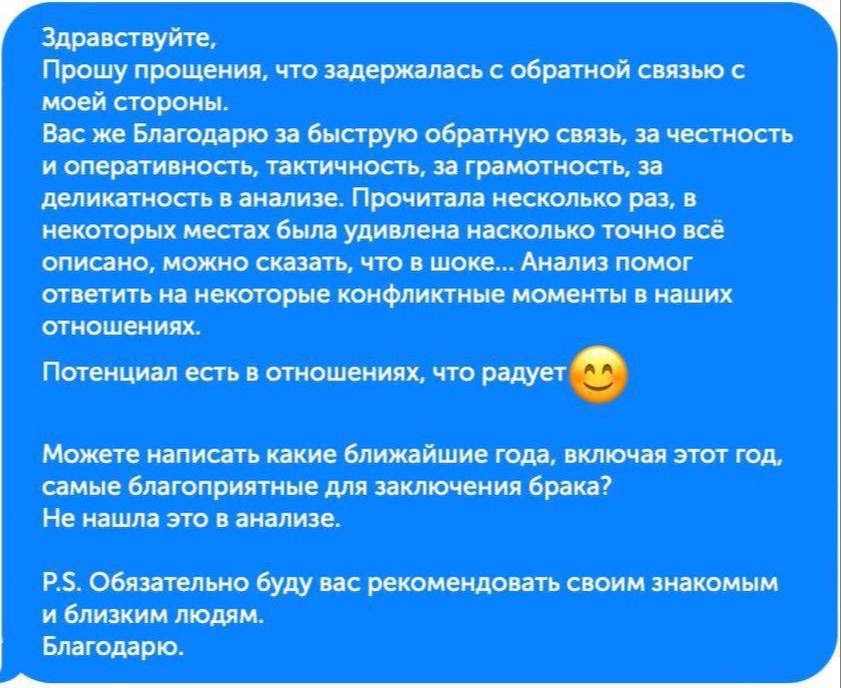 Здравствуйте,
Прошу прощения, что задержалась с обратной связью с
моей стороны.
Вас же Благодарю за быструю обратную связь, за честность
и оперативность, тактичность, за грамотность, за
деликатность в анализе. Прочитала несколько раз, в
некоторых местах была удивлена насколько точно всё
описано, можно сказать, что в шоке... Анализ помог
ответить на некоторые конфликтные моменты в наших
отношениях.
Потенциал есть в отношениях, что радует😊
Можете написать какие ближайшие года, включая этот год,
самые благоприятные для заключения брака?
Не нашла это в анализе.
P.S. Обязательно буду вас рекомендовать своим знакомым
и близким людям.
Благодарю.